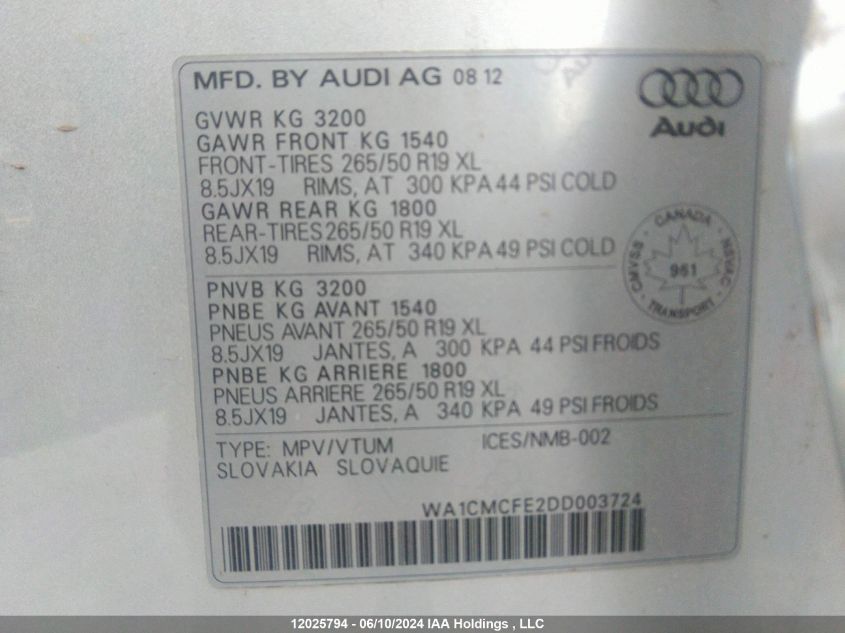 MFD. BY AUDI AG 08 12
Audi
GVWR KG 3200
GAWR FRONT KG 1540
FRONT-TIRES 265/50 R19 XL
8.5JX19 RIMS, AT 300 KPA 44 PSI COLD
GAWR REAR KG 1800
REAR-TIRES 265/50 R19 XL
8.5JX19 RIMS, AT 340 KPA 49 PSI COLD
CANADA
CMVSS 961 NSVAC
TRANSPORT
PNVB KG 3200
PNBE KG AVANT 1540
PNEUS AVANT 265/50 R19 XL
8.5JX19 JANTES, A 300 KPA 44 PSI FROIDS
PNBE KG ARRIERE 1800
PNEUS ARRIERE 265/50 R19 XL
8.5JX19 JANTES, A 340 KPA 49 PSI FROIDS
TYPE: MPV/VTUM ICES/NMB-002
SLOVAKIA SLOVAQUIE
WA1CMCFE2DD003724
12025794 - 06/10/2024 IAA Holdings , LLC